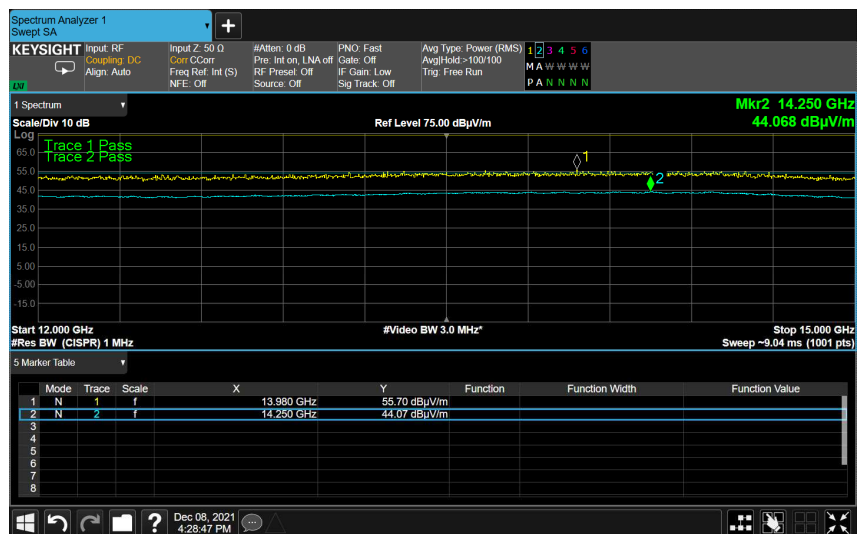 Spectrum Analyzer 1
Swept SA
+
KEYSIGHT
Input: RF
Coupling: DC
Align: Auto
Input Z: 50 Ω
Corr CCorr
Freq Ref: Int (S)
NFE: Off
#Atten: 0 dB
Pre: Int on, LNA off
RF Presel: Off
Source: Off
PNO: Fast
Gate: Off
IF Gain: Low
Sig Track: Off
Avg Type: Power (RMS)
Avg|Hold:>100/100
Trig: Free Run
1 2 3 4 5 6
M A W W W W
P A N N N N
LXI
1 Spectrum
Scale/Div 10 dB
Ref Level 75.00 dBµV/m
Mkr2 14.250 GHz
44.068 dBµV/m
Log
Trace 1 Pass
Trace 2 Pass
65.0
55.0
45.0
35.0
25.0
15.0
5.00
-5.00
-15.0
1
2
Start 12.000 GHz
#Video BW 3.0 MHz*
Stop 15.000 GHz
#Res BW (CISPR) 1 MHz
Sweep ~9.04 ms (1001 pts)
5 Marker Table
Mode Trace Scale X Y Function Function Width Function Value
1 N 1 f 13.980 GHz 55.70 dBµV/m
2 N 2 f 14.250 GHz 44.07 dBµV/m
3
4
5
6
7
8
?
Dec 08, 2021
4:28:47 PM